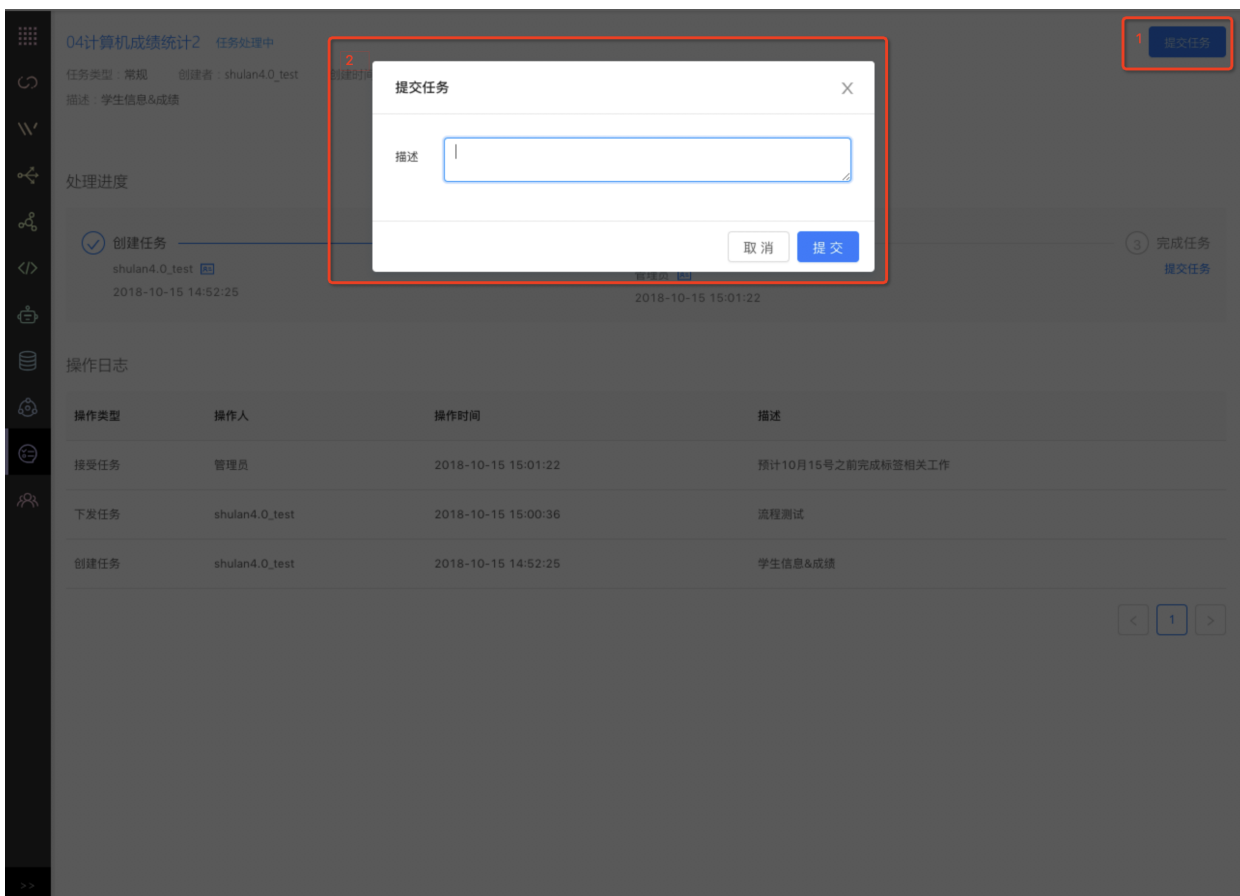 04计算机成绩统计2 任务处理中
1
提交任务
2
任务类型：常规 创建者：shulan4.0_test 创建时间
描述：学生信息&成绩
提交任务
描述
取 消 提 交
处理进度
创建任务
shulan4.0_test
2018-10-15 14:52:25
管理员
2018-10-15 15:01:22
3 完成任务
提交任务
操作日志
操作类型 操作人 操作时间 描述
接受任务 管理员 2018-10-15 15:01:22 预计10月15号之前完成标签相关工作
下发任务 shulan4.0_test 2018-10-15 15:00:36 流程测试
创建任务 shulan4.0_test 2018-10-15 14:52:25 学生信息&成绩
< 1 >
>>